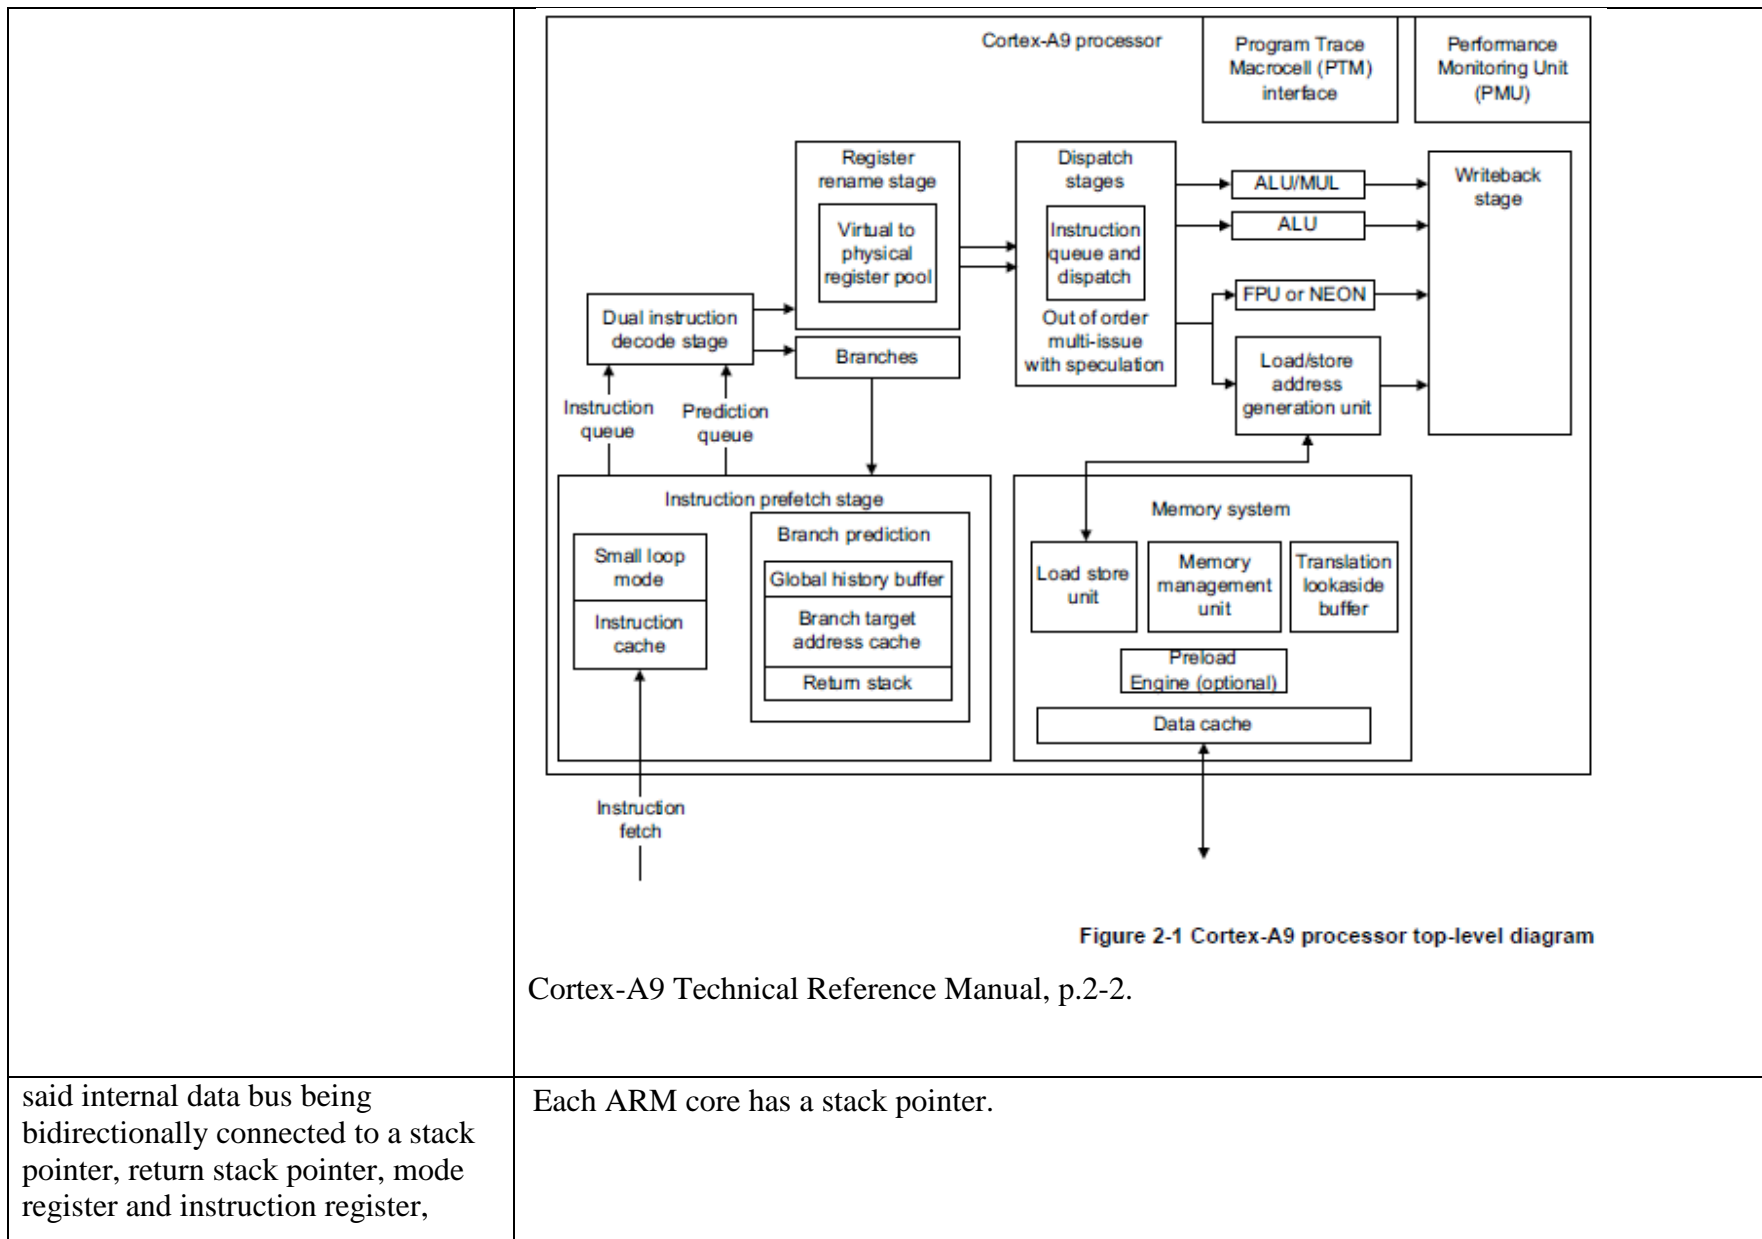 Cortex-A9 processor
Program Trace
Macrocell (PTM)
interface
Performance
Monitoring Unit
(PMU)
Register
rename stage
Virtual to
physical
register pool
Dispatch
stages
Instruction
queue and
dispatch
Out of order
multi-issue
with speculation
ALU/MUL
ALU
FPU or NEON
Load/store
address
generation unit
Writeback
stage
Dual instruction
decode stage
Branches
Instruction
queue
Prediction
queue
Instruction prefetch stage
Small loop
mode
Instruction
cache
Branch prediction
Global history buffer
Branch target
address cache
Return stack
Memory system
Load store
unit
Memory
management
unit
Translation
lookaside
buffer
Preload
Engine (optional)
Data cache
Instruction
fetch
Figure 2-1 Cortex-A9 processor top-level diagram
Cortex-A9 Technical Reference Manual, p.2-2.
said internal data bus being
bidirectionally connected to a stack
pointer, return stack pointer, mode
register and instruction register,
Each ARM core has a stack pointer.